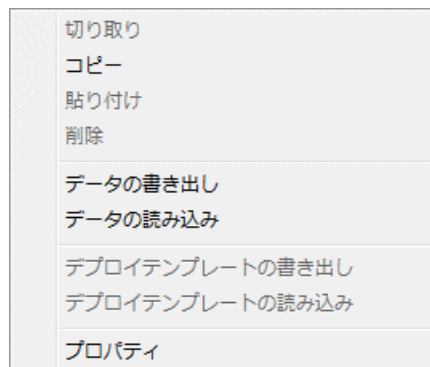 切り取り
コピー
貼り付け
削除
データの書き出し
データの読み込み
デプロイテンプレートの書き出し
デプロイテンプレートの読み込み
プロパティ